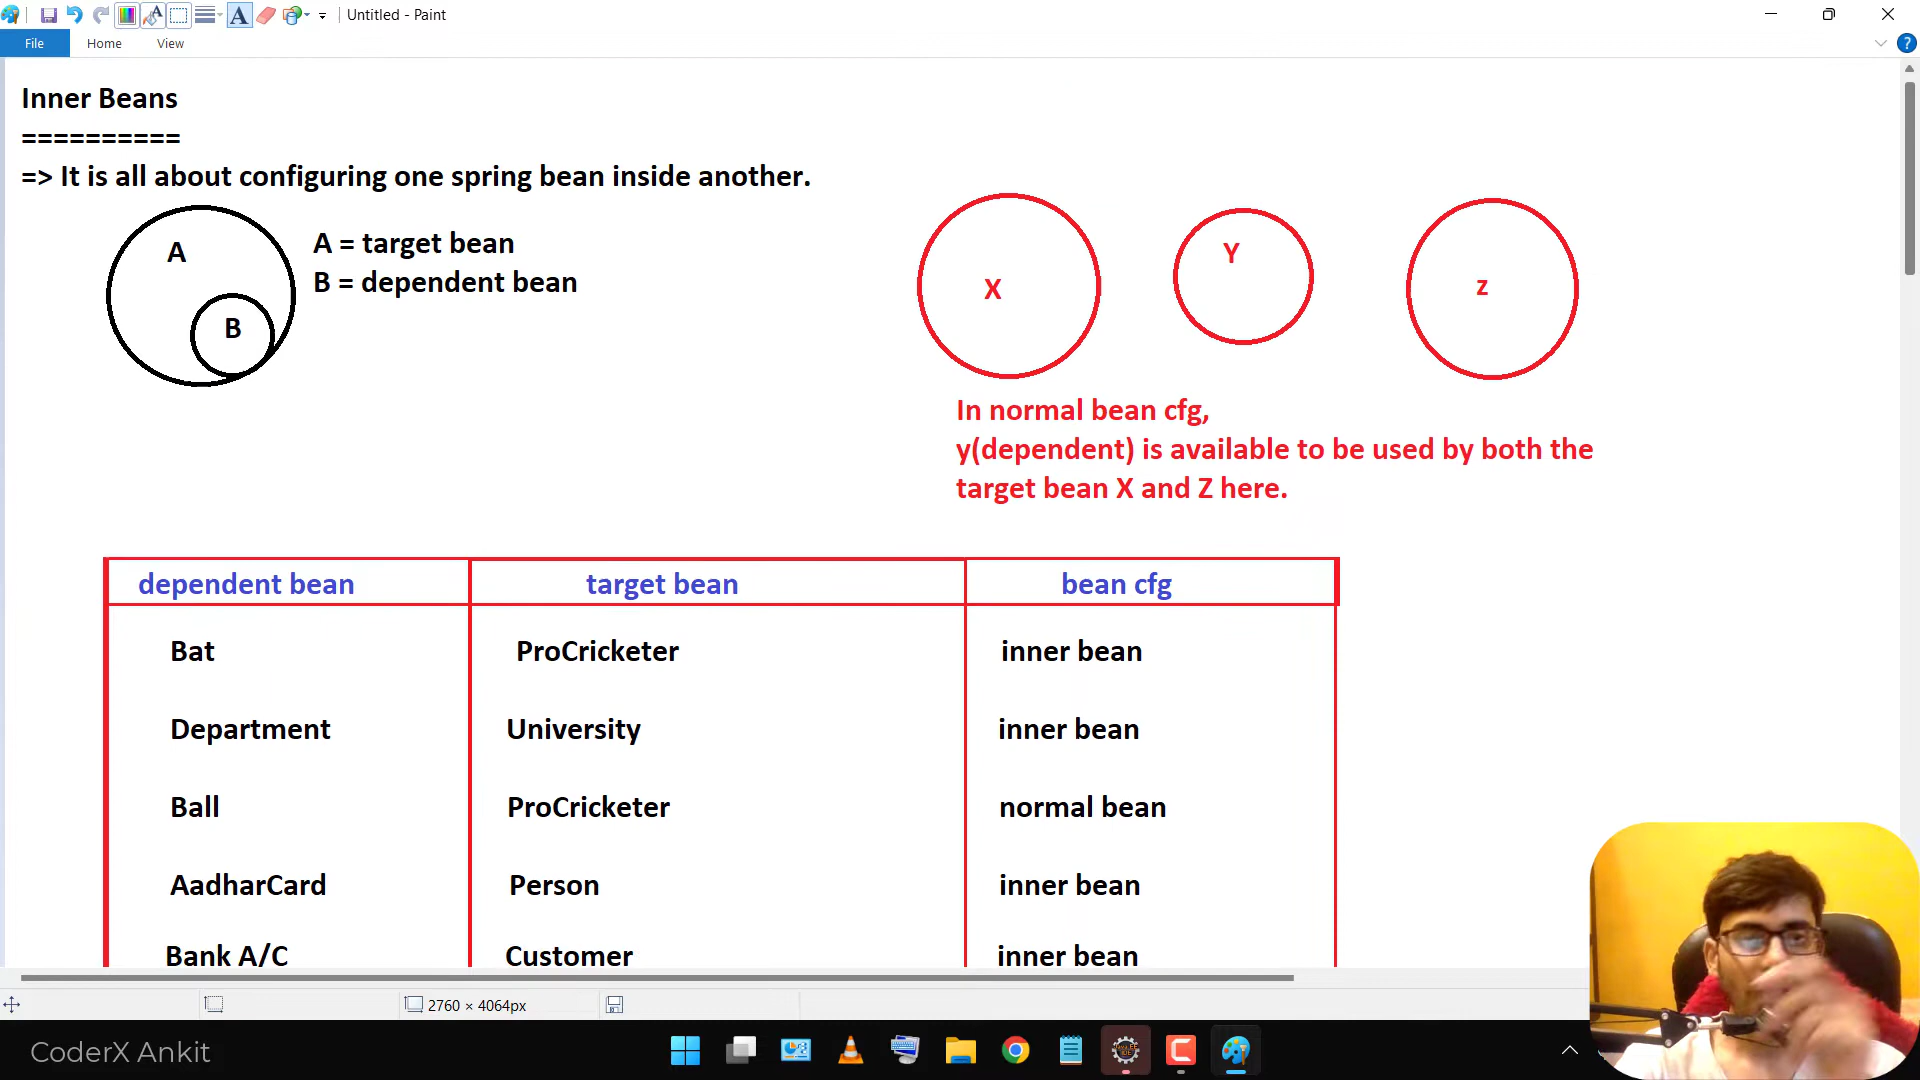 Untitled - Paint
File Home View
Inner Beans
==========
=> It is all about configuring one spring bean inside another.
A
B
A = target bean
B = dependent bean
X
Y
z
In normal bean cfg,
y(dependent) is available to be used by both the
target bean X and Z here.
dependent bean target bean bean cfg
Bat ProCricketer inner bean
Department University inner bean
Ball ProCricketer normal bean
AadharCard Person inner bean
Bank A/C Customer inner bean
2760 × 4064px
CoderX Ankit